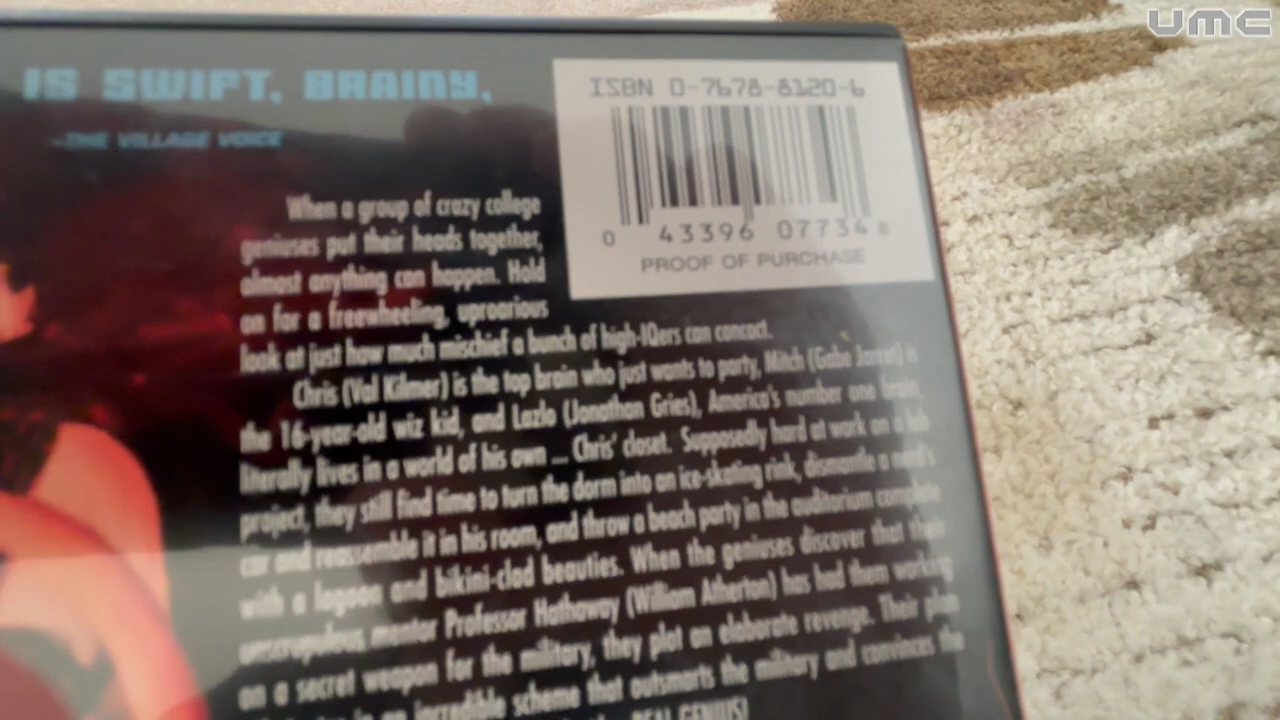 UMC
IS SWIFT, BRAINY,
-THE VILLAGE VOICE
ISBN 0-7678-8120-6
0 43396 07734 8
PROOF OF PURCHASE
When a group of crazy college
geniuses put their heads together,
almost anything can happen. Hold
on for a freewheeling, uproarious
look at just how much mischief a bunch of high-IQers can concoct.
Chris (Val Kilmer) is the top brain who just wants to party, Mitch (Gabe Jarret) is
the 16-year-old wiz kid, and Lazlo (Jonathan Gries), America's number one brain,
literally lives in a world of his own ... Chris' closet. Supposedly hard at work on a lab
project, they still find time to turn the dorm into an ice-skating rink, dismantle a nerd's
car and reassemble it in his room, and throw a beach party in the auditorium complete
with a lagoon and bikini-clad beauties. When the geniuses discover that their
unscrupulous mentor Professor Hathaway (William Atherton) has had them working
on a secret weapon for the military, they plot an elaborate revenge. Their plan
in an incredible scheme that outsmarts the military and convinces the
REAL GENIUS!